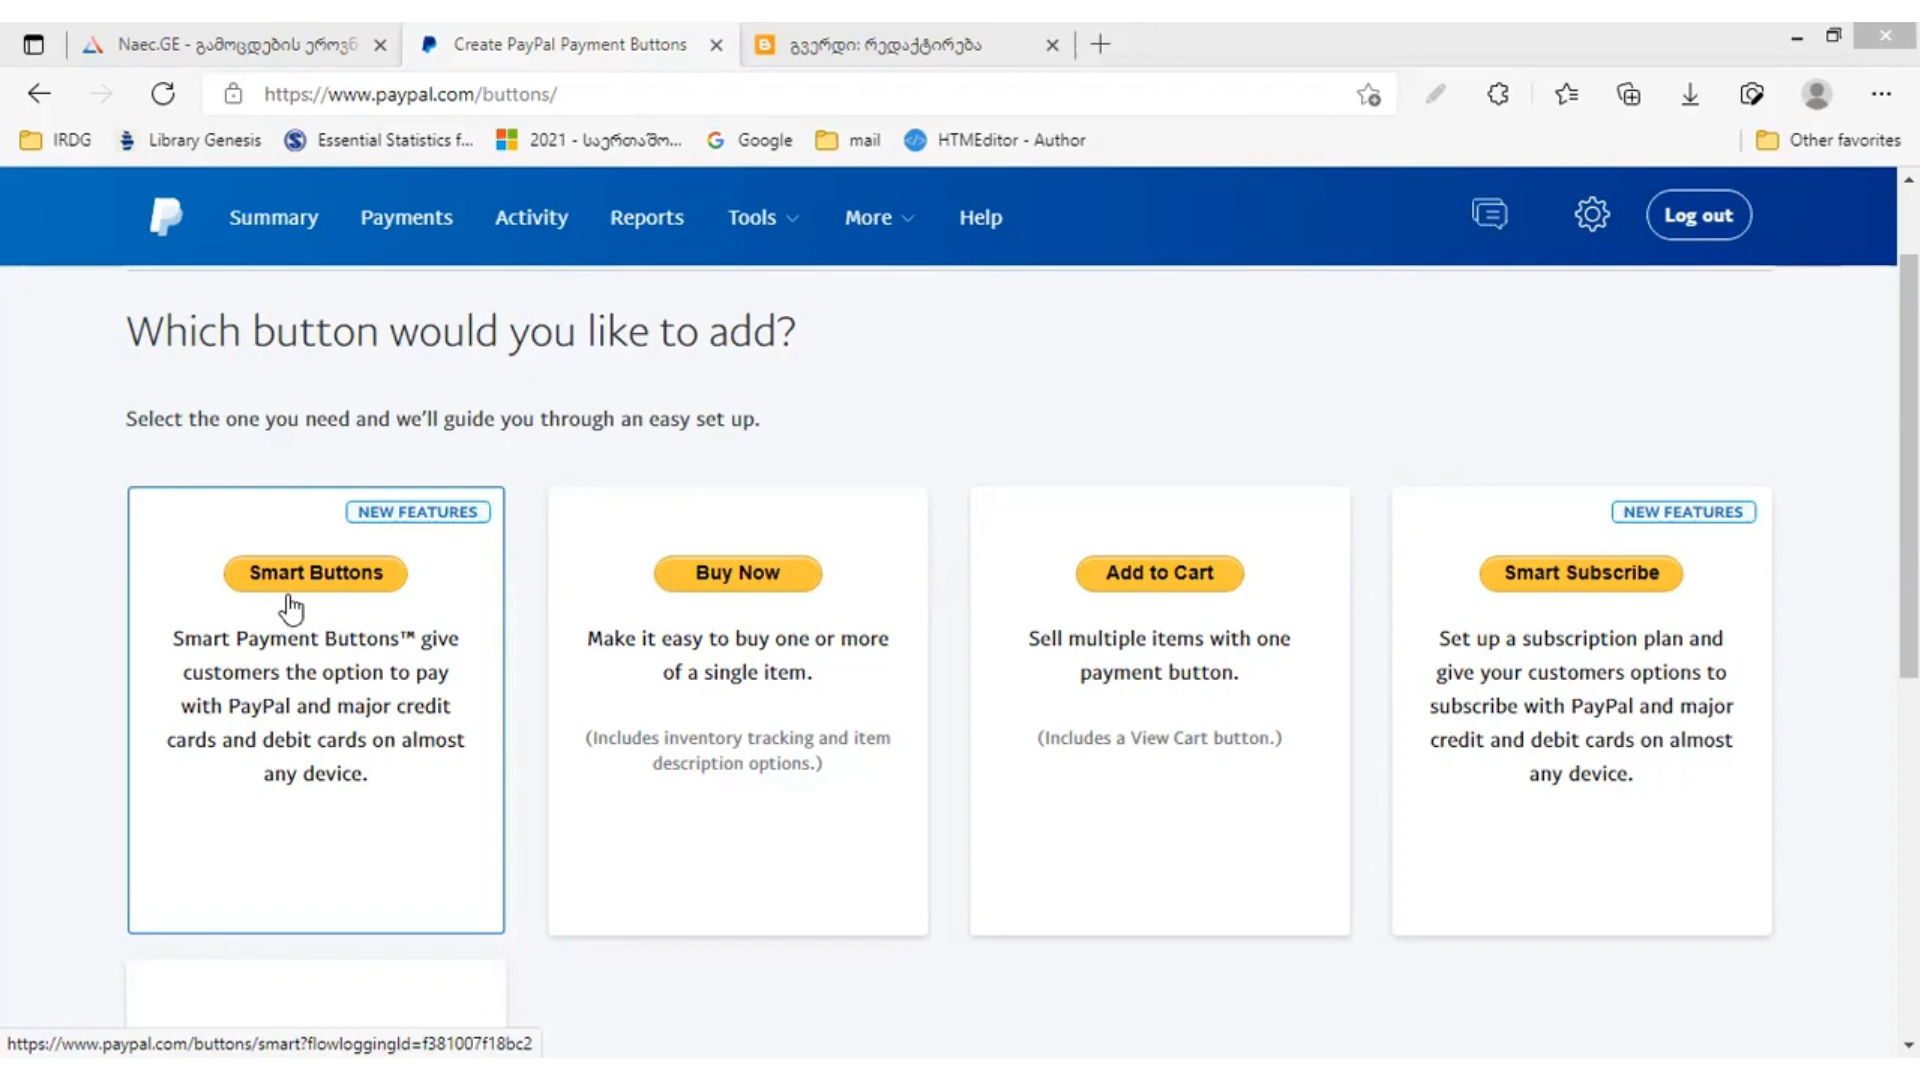 Naec.GE - გამოცდების ეროვნ
Create PayPal Payment Buttons
გვერდი: რედაქტირება
https://www.paypal.com/buttons/
IRDG
Library Genesis
Essential Statistics f...
2021 - საერთაშო...
Google
mail
HTMEditor - Author
Other favorites
Summary
Payments
Activity
Reports
Tools
More
Help
Log out
Which button would you like to add?
Select the one you need and we'll guide you through an easy set up.
NEW FEATURES
Smart Buttons
Smart Payment Buttons™ give
customers the option to pay
with PayPal and major credit
cards and debit cards on almost
any device.
Buy Now
Make it easy to buy one or more
of a single item.
(Includes inventory tracking and item
description options.)
Add to Cart
Sell multiple items with one
payment button.
(Includes a View Cart button.)
NEW FEATURES
Smart Subscribe
Set up a subscription plan and
give your customers options to
subscribe with PayPal and major
credit and debit cards on almost
any device.
https://www.paypal.com/buttons/smart?flowloggingId=f381007f18bc2